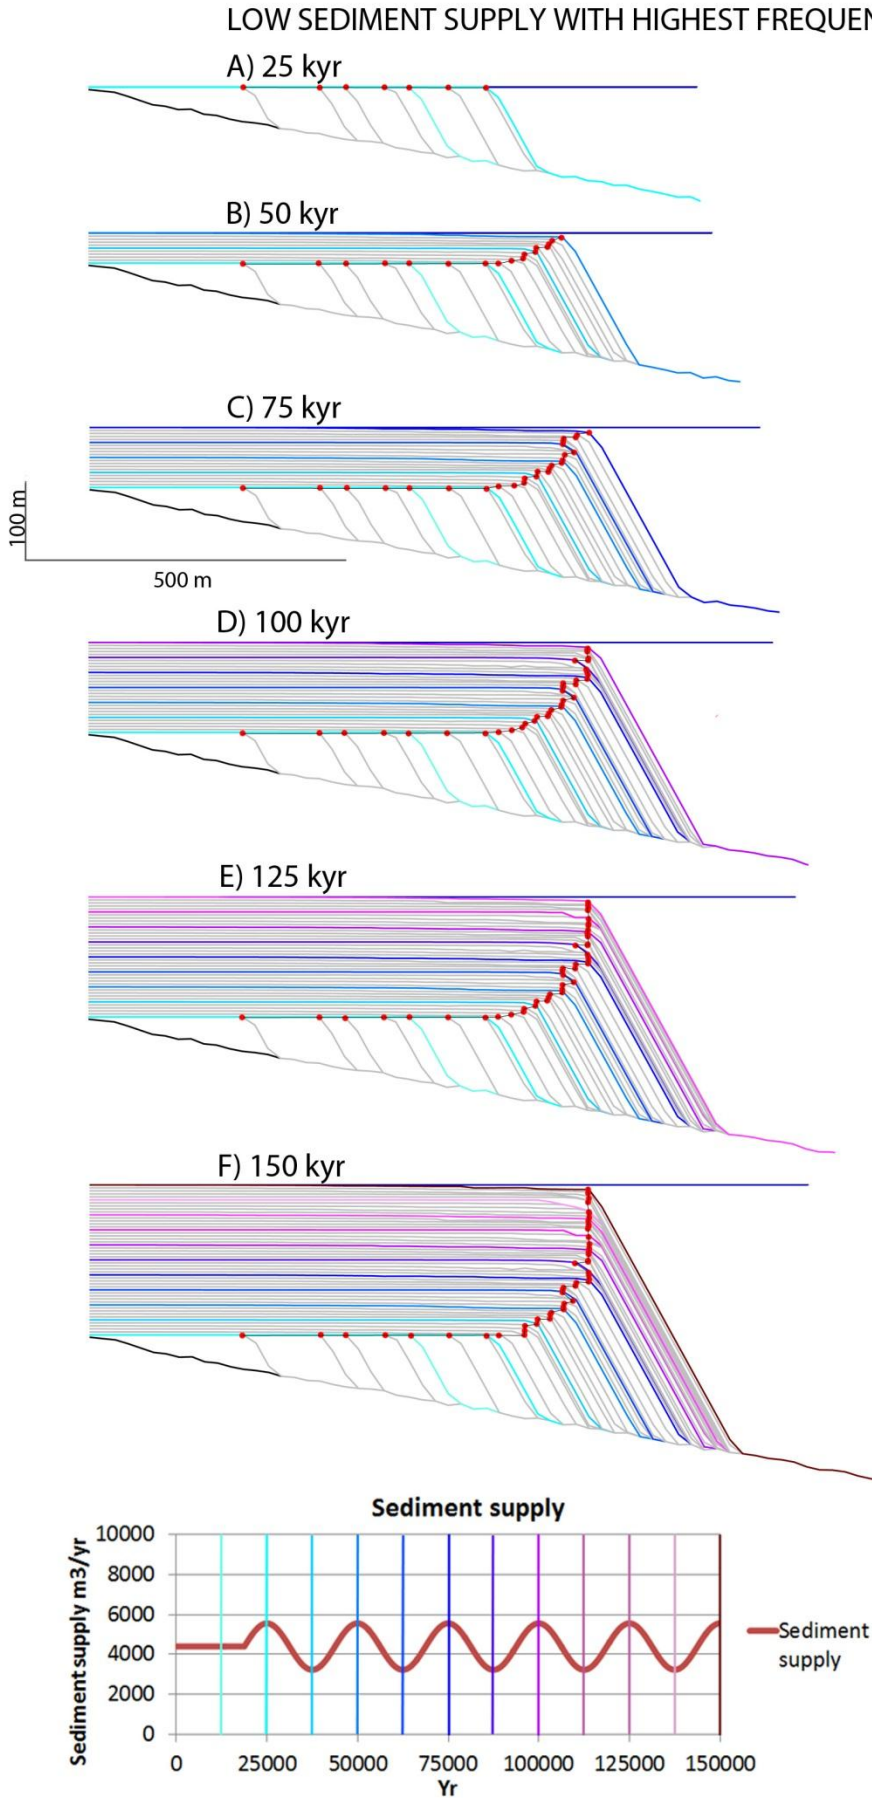 LOW SEDIMENT SUPPLY WITH HIGHEST FREQUEN
A) 25 kyr
B) 50 kyr
C) 75 kyr
100 m
500 m
D) 100 kyr
E) 125 kyr
F) 150 kyr
Sediment supply
Sediment supply m3/yr
10000
8000
6000
4000
2000
0
Sediment
supply
0 25000 50000 75000 100000 125000 150000
Yr